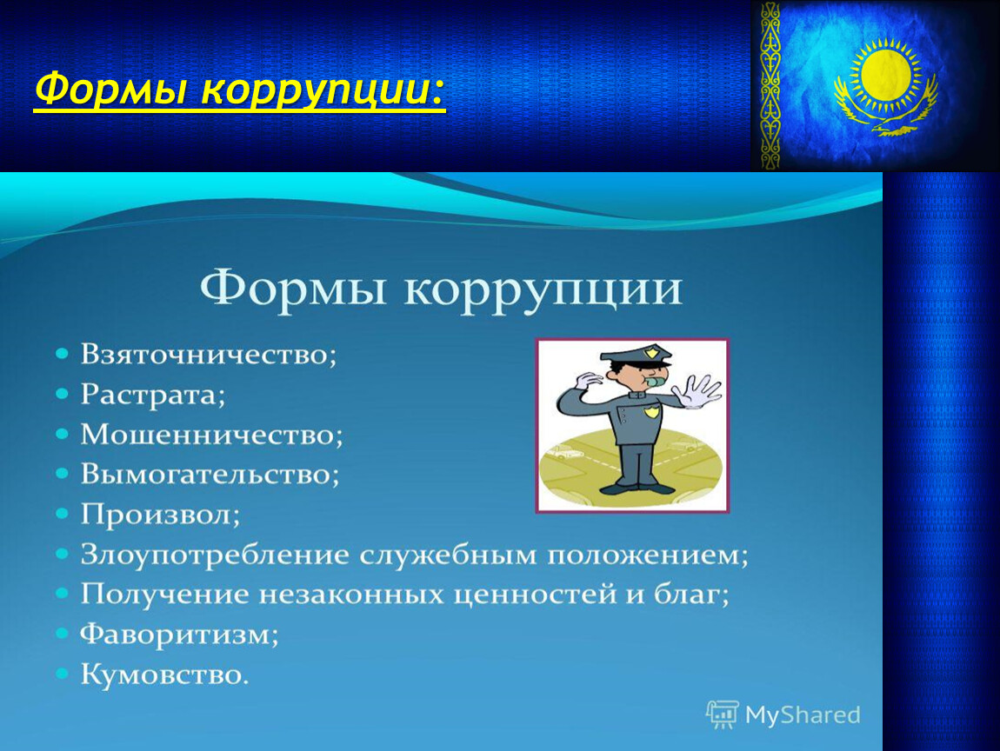 Формы коррупции:
Формы коррупции
Взяточничество;
Растрата;
Мошенничество;
Вымогательство;
Произвол;
Злоупотребление служебным положением;
Получение незаконных ценностей и благ;
Фаворитизм;
Кумовство.
MyShared